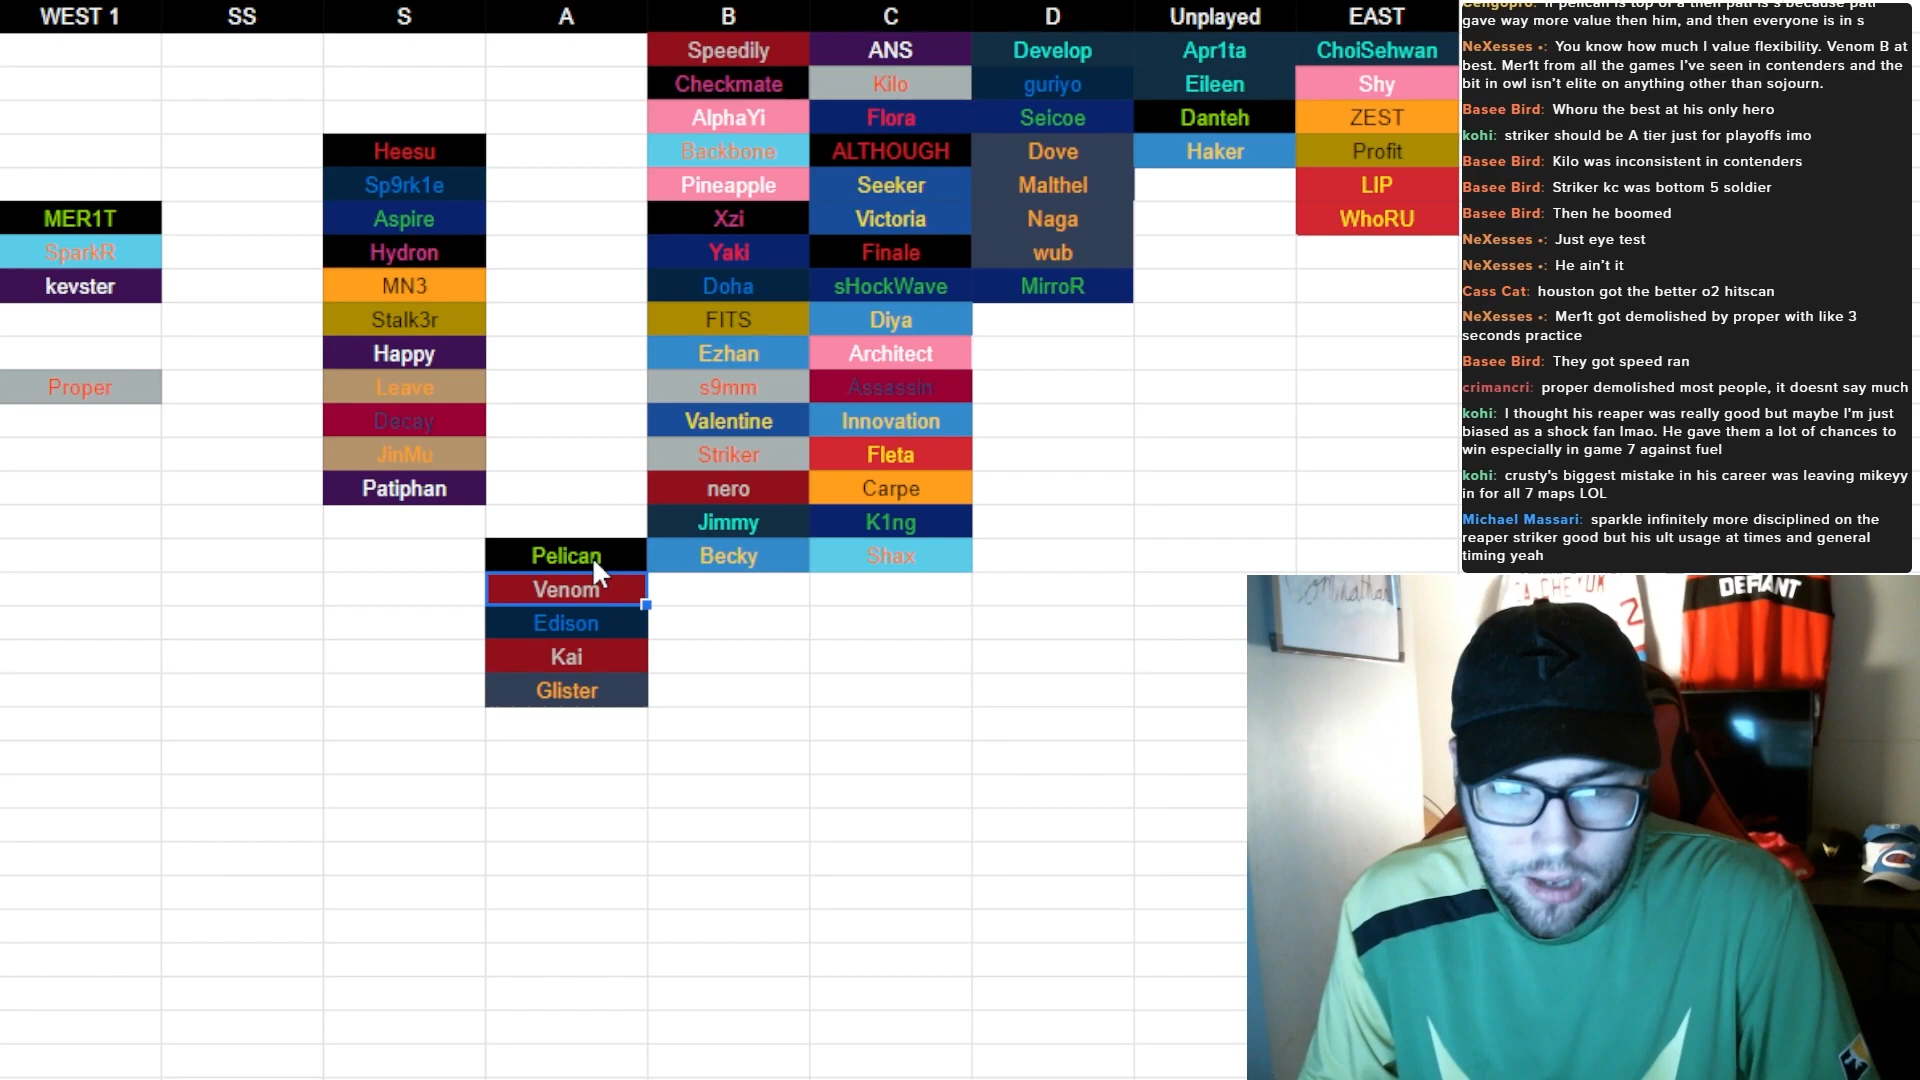 WEST 1 SS S A B C D Unplayed EAST
Speedily ANS Develop Apr1ta ChoiSehwan
Checkmate Kilo guriyo Eileen Shy
AlphaYi Flora Seicoe Danteh ZEST
Heesu Backbone ALTHOUGH Dove Haker Profit
Sp9rk1e Pineapple Seeker Malthel LIP
MER1T Aspire Xzi Victoria Naga WhoRU
SparkR Hydron Yaki Finale wub
kevster MN3 Doha sHockWave MirroR
Stalk3r FITS Diya
Happy Ezhan Architect
Proper Leave s9mm Assassin
Decay Valentine Innovation
JinMu Striker Fleta
Patiphan nero Carpe
Jimmy K1ng
Pelican Becky Shax
Venom
Edison
Kai
Glister
Gengopro: If pelican is top of a then pati is s because pati
gave way more value then him, and then everyone is in s
NeXesses •: You know how much I value flexibility. Venom B at
best. Mer1t from all the games I've seen in contenders and the
bit in owl isn't elite on anything other than sojourn.
Basee Bird: Whoru the best at his only hero
kohi: striker should be A tier just for playoffs imo
Basee Bird: Kilo was inconsistent in contenders
Basee Bird: Striker kc was bottom 5 soldier
Basee Bird: Then he boomed
NeXesses •: Just eye test
NeXesses •: He ain't it
Cass Cat: houston got the better o2 hitscan
NeXesses •: Mer1t got demolished by proper with like 3
seconds practice
Basee Bird: They got speed ran
crimancri: proper demolished most people, it doesnt say much
kohi: I thought his reaper was really good but maybe I'm just
biased as a shock fan lmao. He gave them a lot of chances to
win especially in game 7 against fuel
kohi: crusty's biggest mistake in his career was leaving mikeyy
in for all 7 maps LOL
Michael Massari: sparkle infinitely more disciplined on the
reaper striker good but his ult usage at times and general
timing yeah
DEFIANT